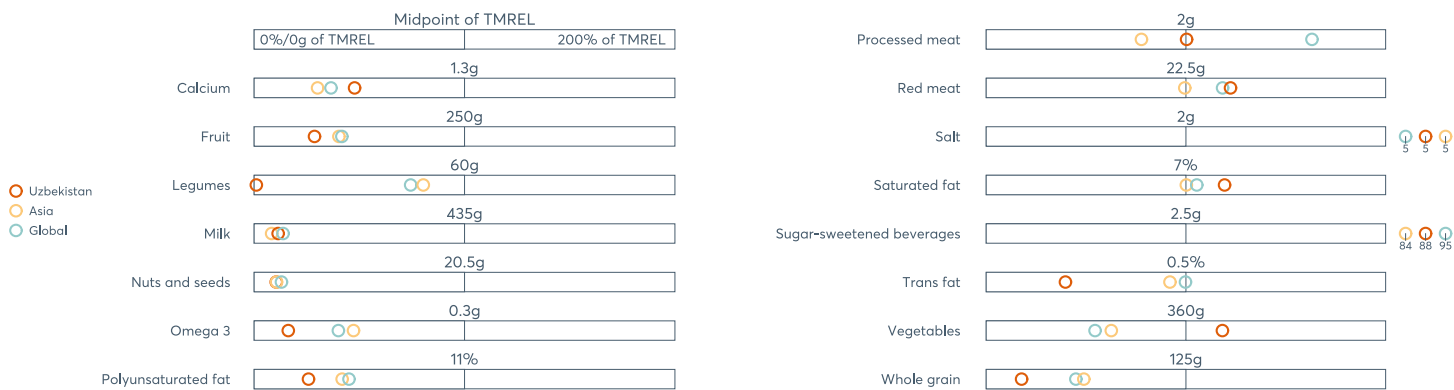 Midpoint of TMREL
0%/0g of TMREL
200% of TMREL
1.3g
Calcium
250g
Fruit
60g
Legumes
435g
Milk
20.5g
Nuts and seeds
0.3g
Omega 3
11%
Polyunsaturated fat
Uzbekistan
Asia
Global
2g
Processed meat
22.5g
Red meat
2g
Salt
5 5 5
7%
Saturated fat
2.5g
Sugar-sweetened beverages
84 88 95
0.5%
Trans fat
360g
Vegetables
125g
Whole grain